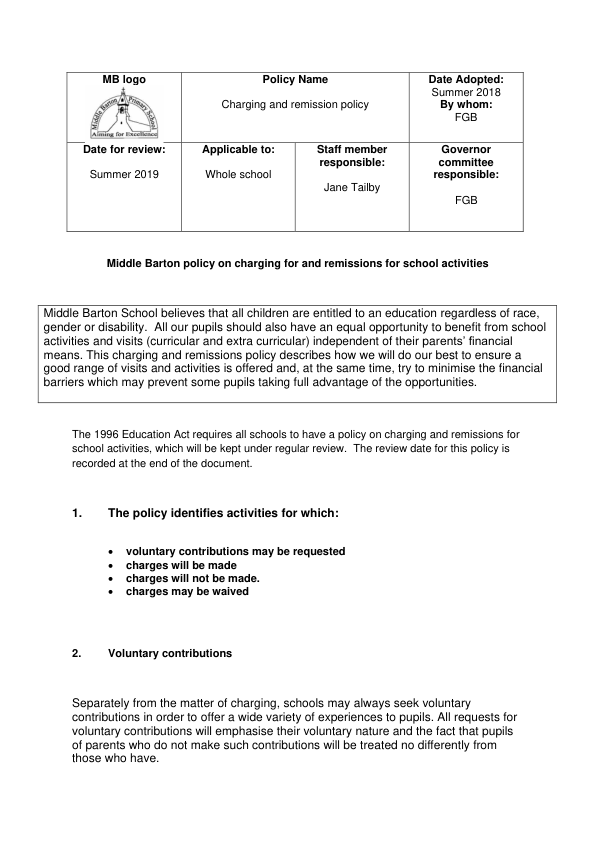 MB logo
Middle Barton Primary School
Aiming for Excellence
Policy Name
Charging and remission policy
Date Adopted:
Summer 2018
By whom:
FGB
Date for review:
Summer 2019
Applicable to:
Whole school
Staff member
responsible:
Jane Tailby
Governor
committee
responsible:
FGB
Middle Barton policy on charging for and remissions for school activities
Middle Barton School believes that all children are entitled to an education regardless of race,
gender or disability.  All our pupils should also have an equal opportunity to benefit from school
activities and visits (curricular and extra curricular) independent of their parents' financial
means. This charging and remissions policy describes how we will do our best to ensure a
good range of visits and activities is offered and, at the same time, try to minimise the financial
barriers which may prevent some pupils taking full advantage of the opportunities.
The 1996 Education Act requires all schools to have a policy on charging and remissions for
school activities, which will be kept under regular review.  The review date for this policy is
recorded at the end of the document.
1. The policy identifies activities for which:
• voluntary contributions may be requested
• charges will be made
• charges will not be made.
• charges may be waived
2. Voluntary contributions
Separately from the matter of charging, schools may always seek voluntary
contributions in order to offer a wide variety of experiences to pupils. All requests for
voluntary contributions will emphasise their voluntary nature and the fact that pupils
of parents who do not make such contributions will be treated no differently from
those who have.